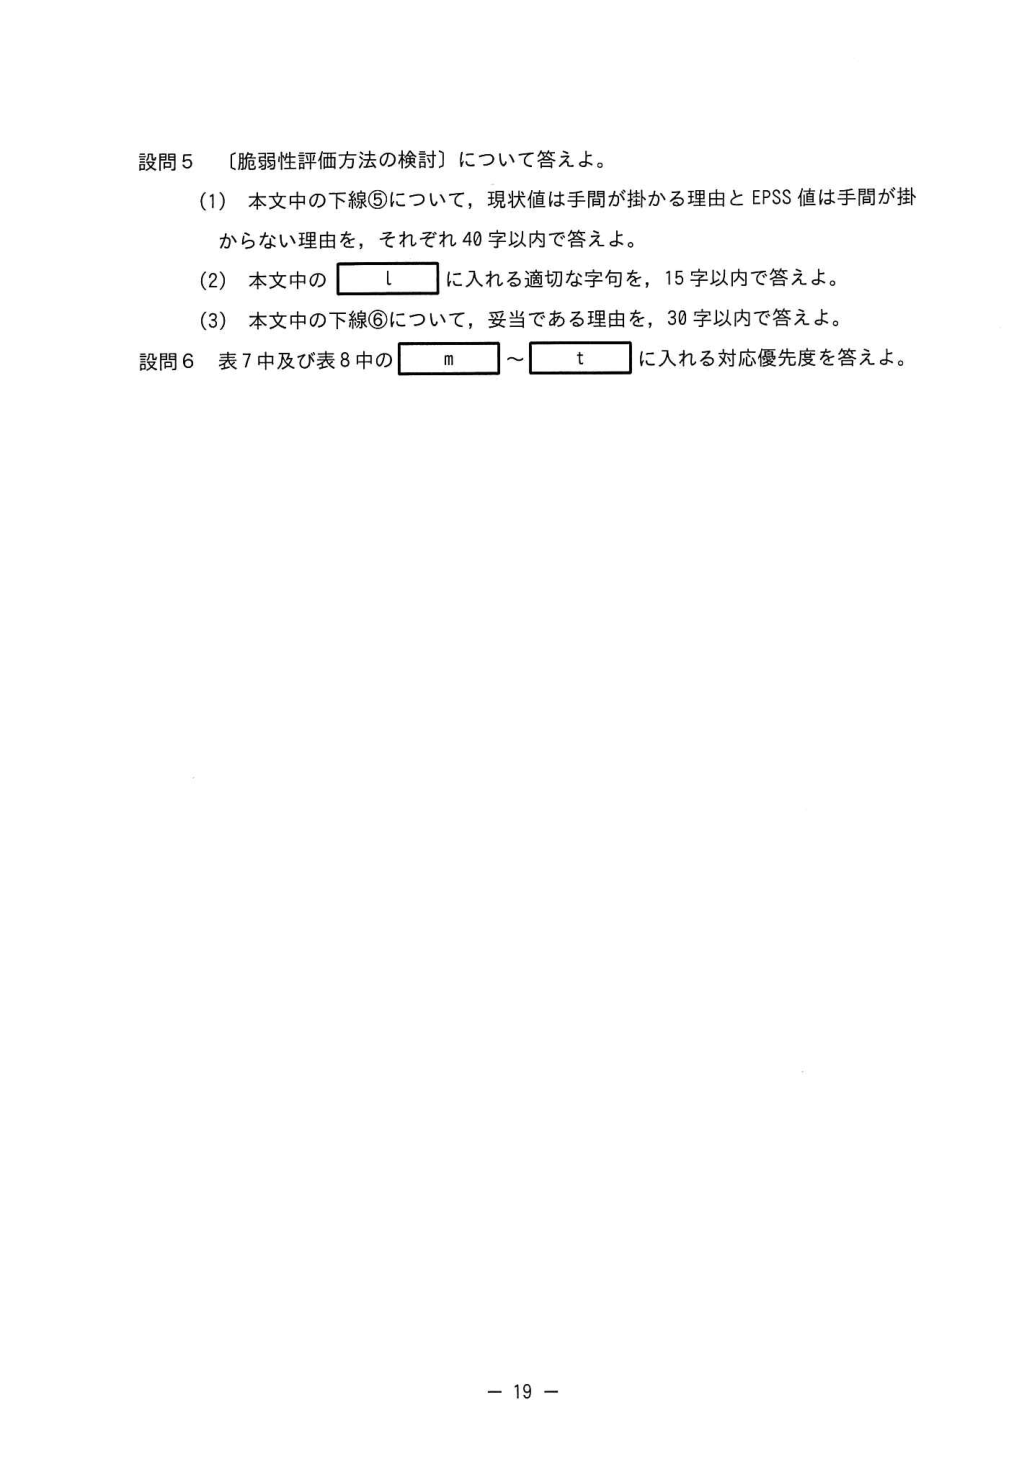 設問5　〔脆弱性評価方法の検討〕について答えよ。
(1)　本文中の下線⑤について，現状値は手間が掛かる理由と EPSS 値は手間が掛
からない理由を，それぞれ 40 字以内で答えよ。
(2)　本文中の l に入れる適切な字句を，15 字以内で答えよ。
(3)　本文中の下線⑥について，妥当である理由を，30 字以内で答えよ。
設問6　表7中及び表8中の m ～ t に入れる対応優先度を答えよ。
－ 19 －